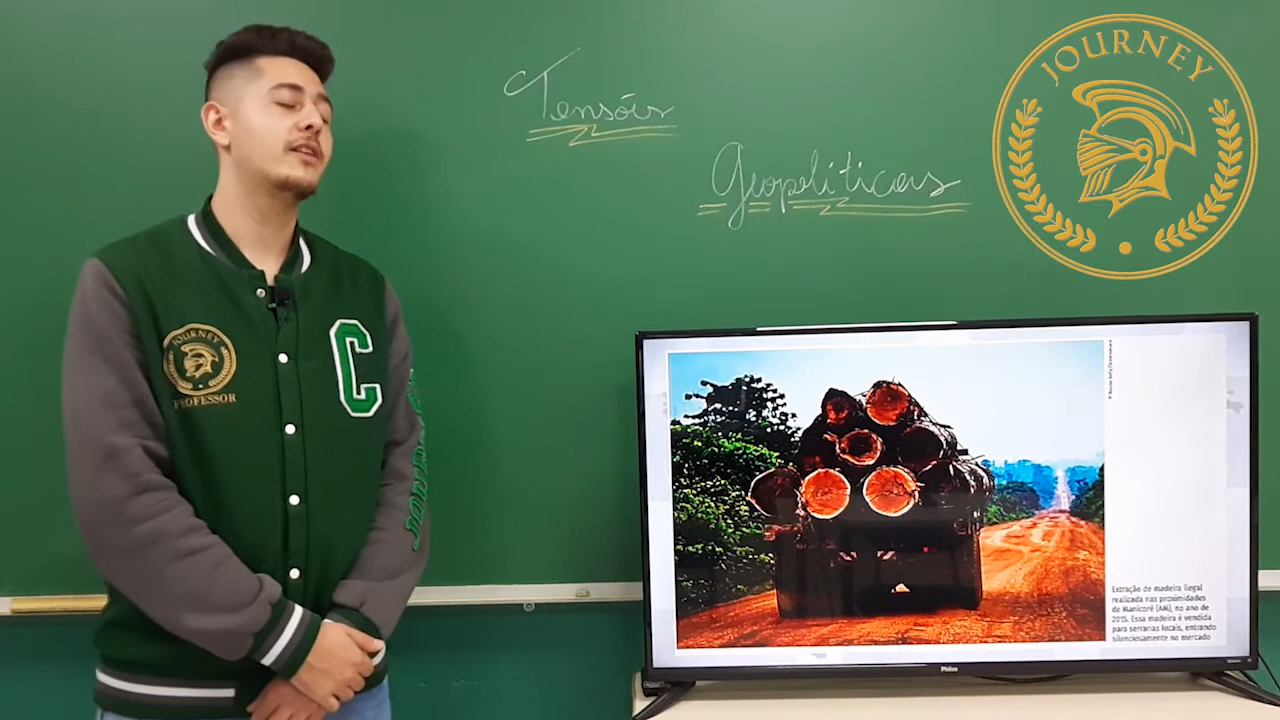 Tensõis
Geopolíticas
JOURNEY
JOURNEY
PROFESSOR
C
Extração de madeira ilegal
realizada nas proximidades
de Manicoré (AM), no ano de
2015. Essa madeira é vendida
para serrarias locais, entrando
silenciosamente no mercado
Philco